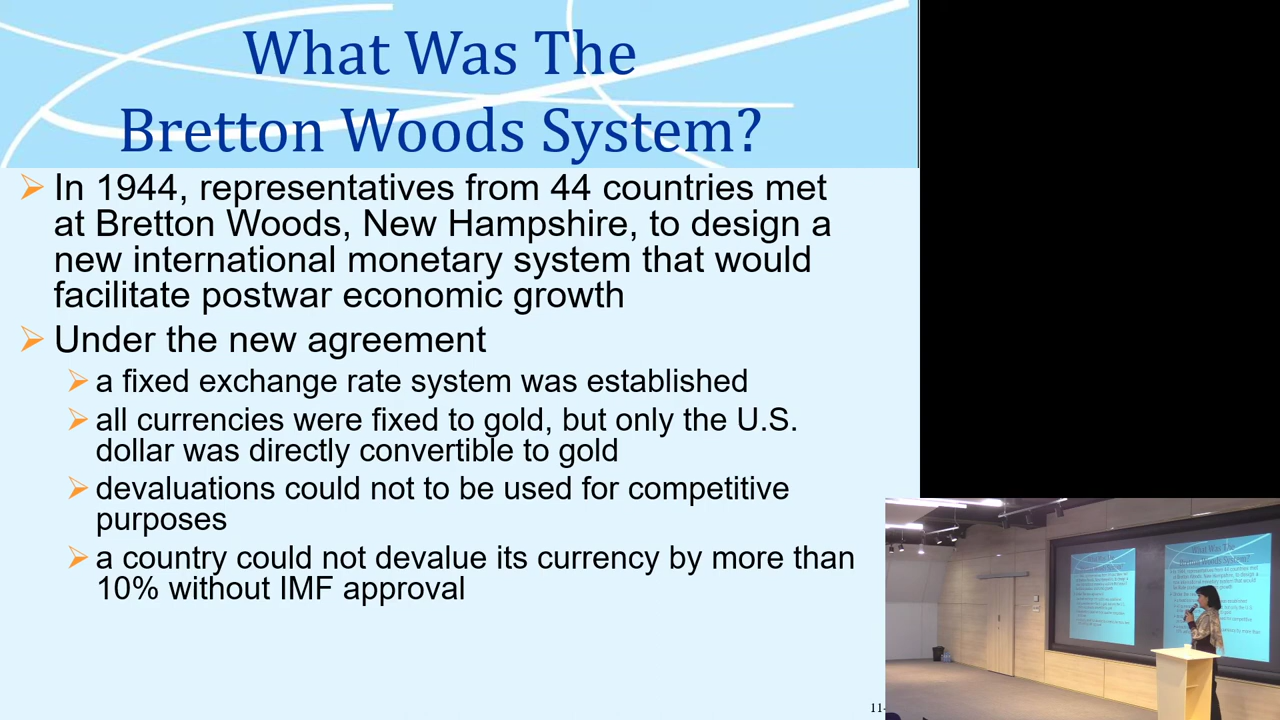 What Was The
Bretton Woods System?
In 1944, representatives from 44 countries met
at Bretton Woods, New Hampshire, to design a
new international monetary system that would
facilitate postwar economic growth
Under the new agreement
a fixed exchange rate system was established
all currencies were fixed to gold, but only the U.S.
dollar was directly convertible to gold
devaluations could not to be used for competitive
purposes
a country could not devalue its currency by more than
10% without IMF approval
11-